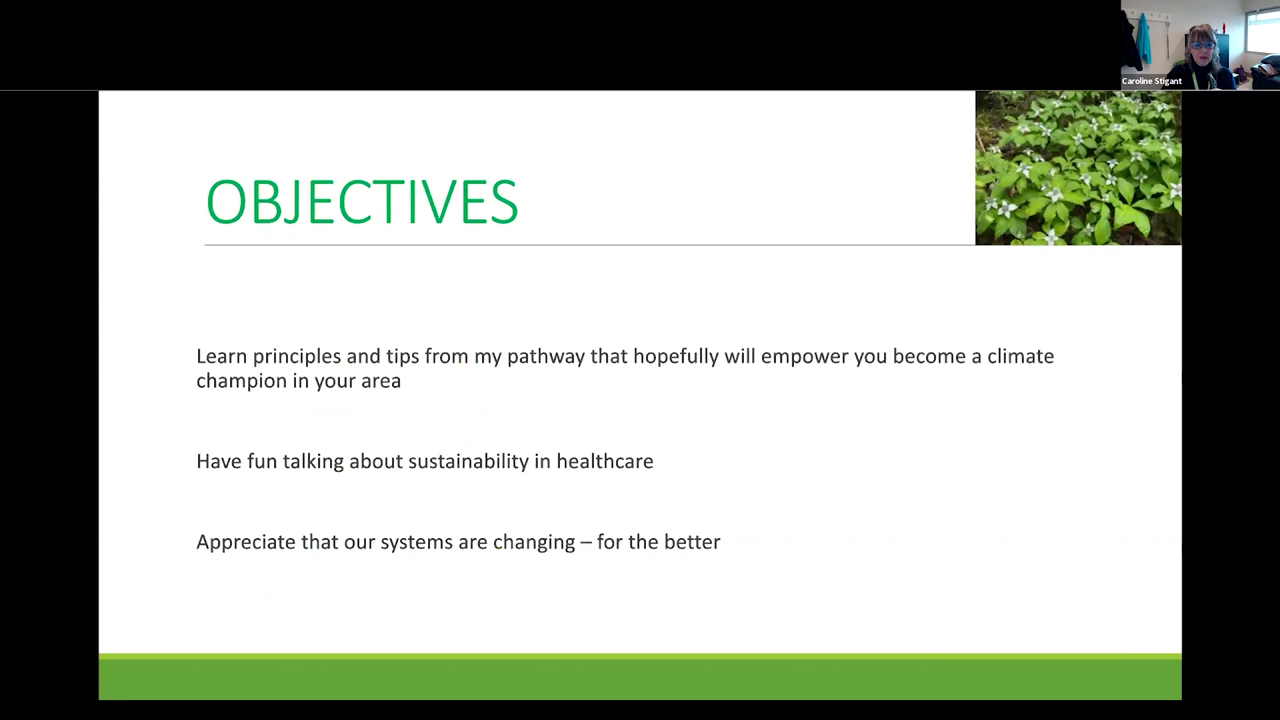 Caroline Stigant
OBJECTIVES
Learn principles and tips from my pathway that hopefully will empower you become a climate
champion in your area
Have fun talking about sustainability in healthcare
Appreciate that our systems are changing – for the better